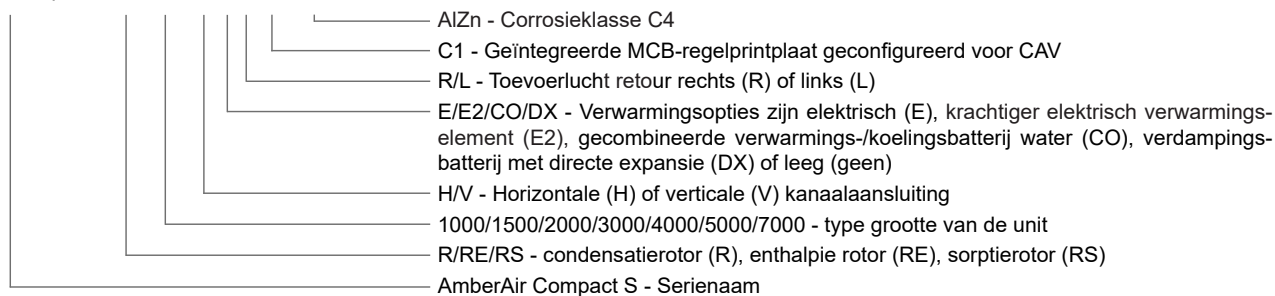 AlZn - Corrosieklasse C4
C1 - Geïntegreerde MCB-regelprintplaat geconfigureerd voor CAV
R/L - Toevoerlucht retour rechts (R) of links (L)
E/E2/CO/DX - Verwarmingsopties zijn elektrisch (E), krachtiger elektrisch verwarmings-
element (E2), gecombineerde verwarmings-/koelingsbatterij water (CO), verdampings-
batterij met directe expansie (DX) of leeg (geen)
H/V - Horizontale (H) of verticale (V) kanaalaansluiting
1000/1500/2000/3000/4000/5000/7000 - type grootte van de unit
R/RE/RS - condensatierotor (R), enthalpie rotor (RE), sorptierotor (RS)
AmberAir Compact S - Serienaam